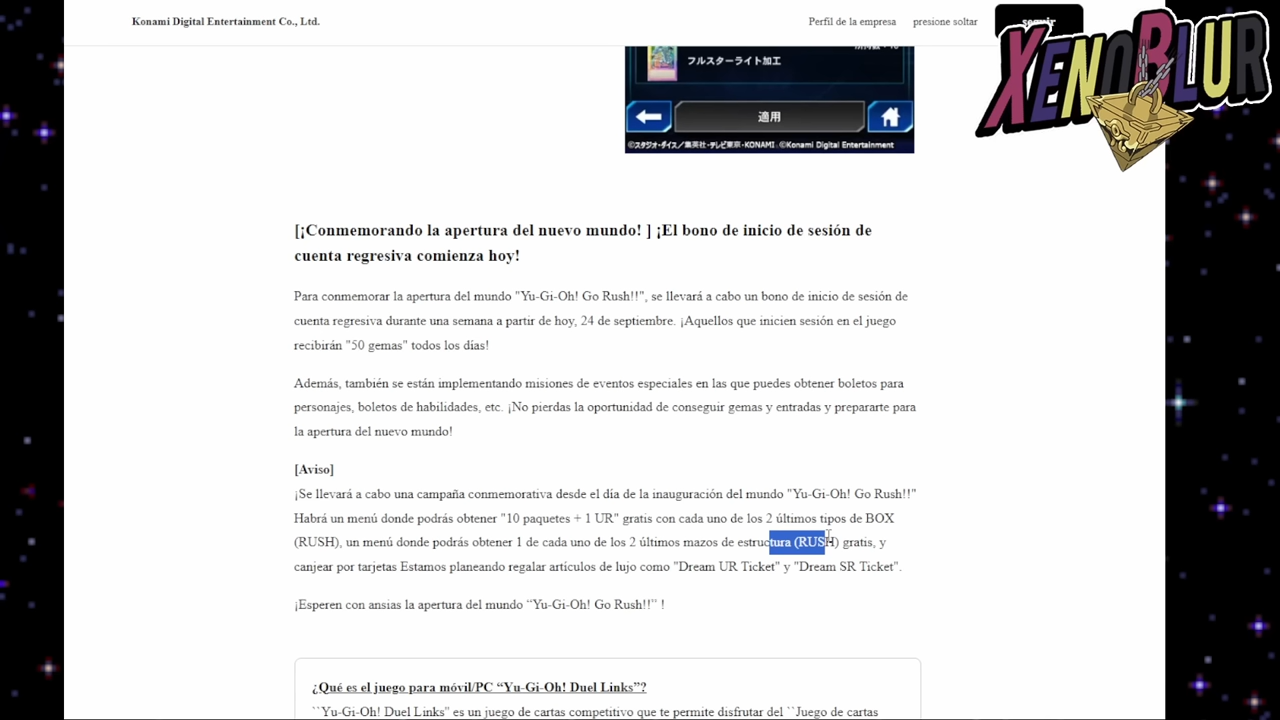 Konami Digital Entertainment Co., Ltd.
Perfil de la empresa presione soltar seguir
XENOBLUR
フルスターライト加工
適用
©スタジオ・ダイス／集英社・テレビ東京・KONAMI ©Konami Digital Entertainment
[¡Conmemorando la apertura del nuevo mundo! ] ¡El bono de inicio de sesión de
cuenta regresiva comienza hoy!
Para conmemorar la apertura del mundo "Yu-Gi-Oh! Go Rush!!", se llevará a cabo un bono de inicio de sesión de
cuenta regresiva durante una semana a partir de hoy, 24 de septiembre. ¡Aquellos que inicien sesión en el juego
recibirán "50 gemas" todos los días!
Además, también se están implementando misiones de eventos especiales en las que puedes obtener boletos para
personajes, boletos de habilidades, etc. ¡No pierdas la oportunidad de conseguir gemas y entradas y prepararte para
la apertura del nuevo mundo!
[Aviso]
¡Se llevará a cabo una campaña conmemorativa desde el día de la inauguración del mundo "Yu-Gi-Oh! Go Rush!!"
Habrá un menú donde podrás obtener "10 paquetes + 1 UR" gratis con cada uno de los 2 últimos tipos de BOX
(RUSH), un menú donde podrás obtener 1 de cada uno de los 2 últimos mazos de estructura (RUSH) gratis, y
canjear por tarjetas Estamos planeando regalar artículos de lujo como "Dream UR Ticket" y "Dream SR Ticket".
¡Esperen con ansias la apertura del mundo “Yu-Gi-Oh! Go Rush!!” !
¿Qué es el juego para móvil/PC “Yu-Gi-Oh! Duel Links”?
``Yu-Gi-Oh! Duel Links'' es un juego de cartas competitivo que te permite disfrutar del ``Juego de cartas